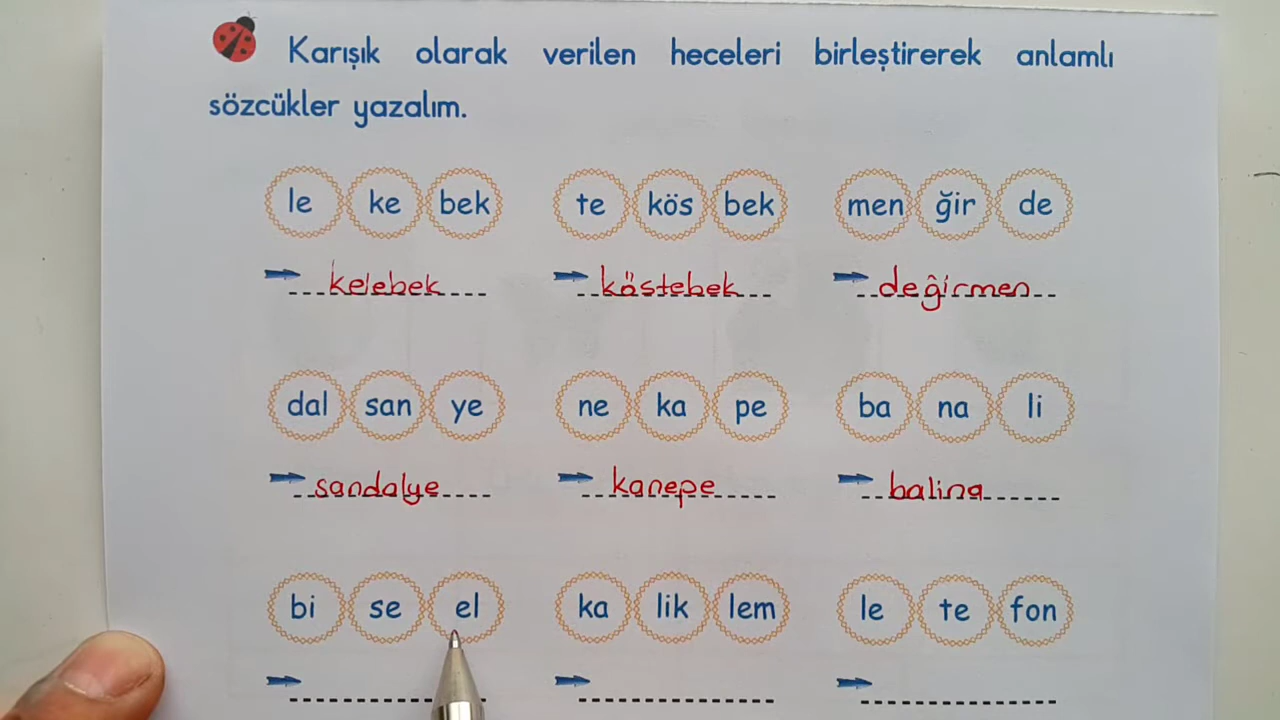 Karışık olarak verilen heceleri birleştirerek anlamlı
sözcükler yazalım.
le ke bek te kös bek men ğir de
kelebek köstebek değirmen
dal san ye ne ka pe ba na li
sandalye kanepe balina
bi se el ka lik lem le te fon